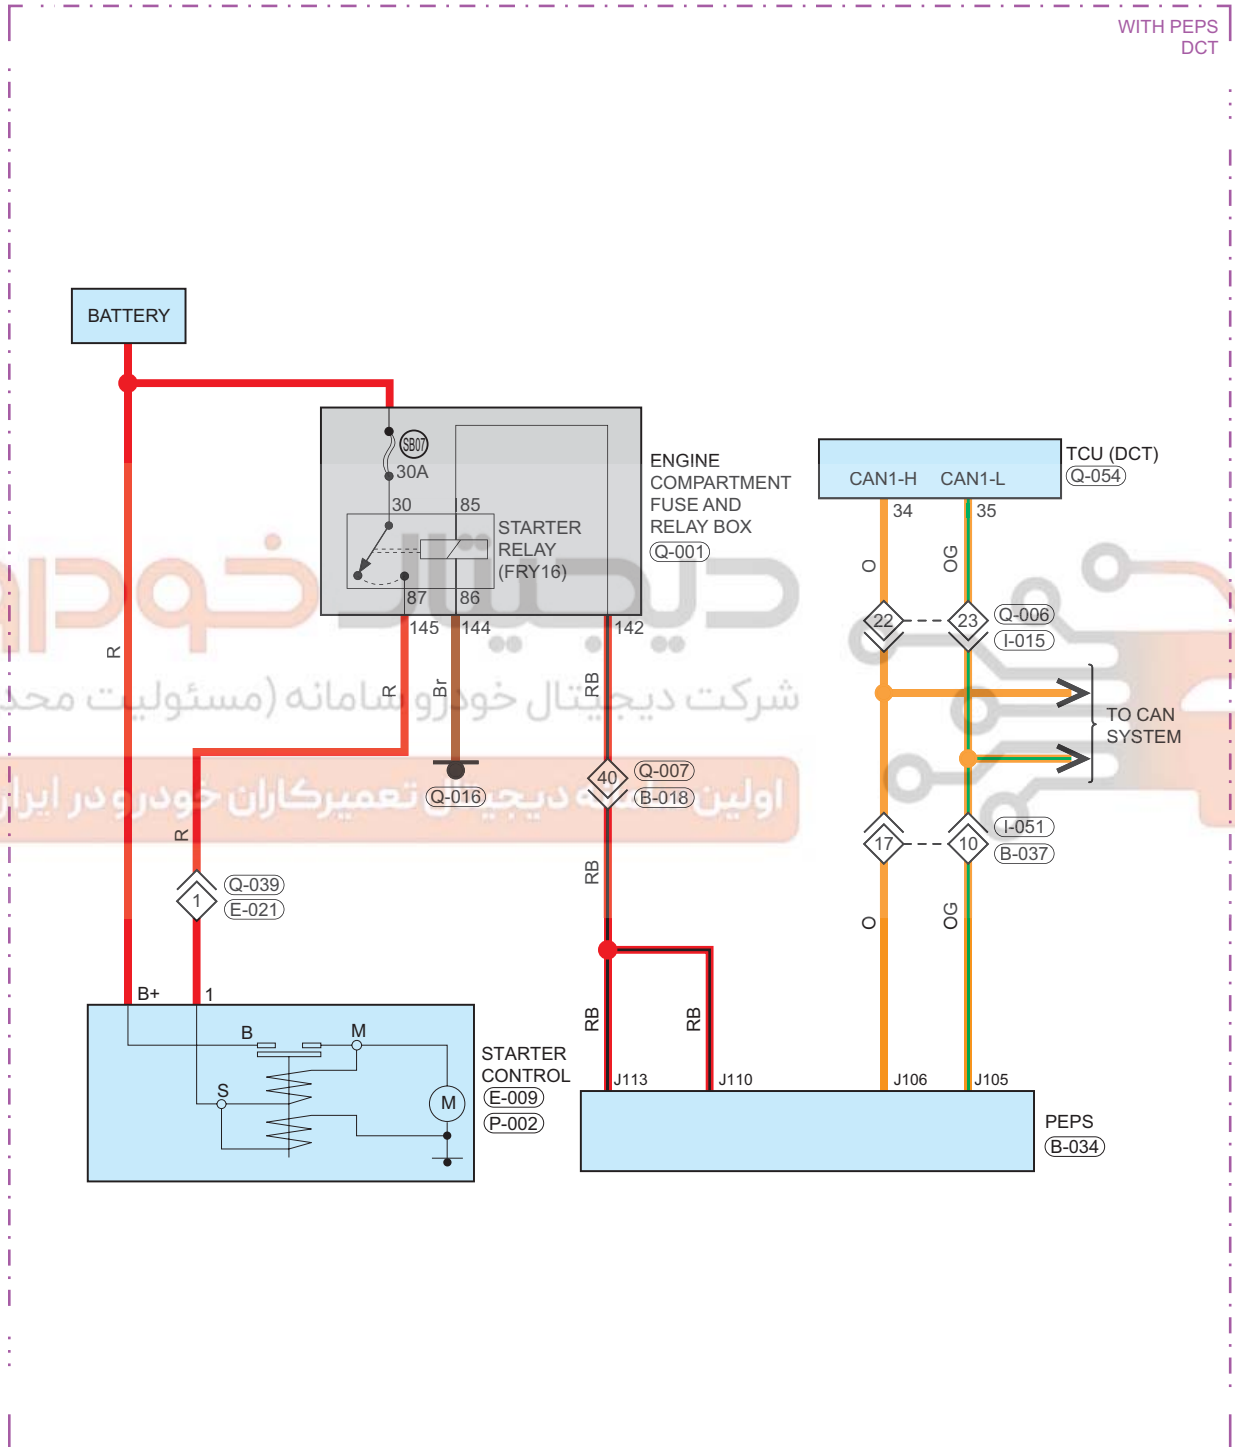 WITH PEPS
DCT
BATTERY
SB07
30A
30
85
STARTER
RELAY
(FRY16)
87
86
ENGINE
COMPARTMENT
FUSE AND
RELAY BOX
Q-001
TCU (DCT)
Q-054
CAN1-H
CAN1-L
34
35
O
OG
22
23
Q-006
I-015
145
144
142
R
R
Br
RB
دیجیتال خودرو
شرکت دیجیتال خودرو سامانه (مسئولیت محد
TO CAN
SYSTEM
Q-016
40
Q-007
B-018
اولین سامانه دیجیتال تعمیرکاران خودرو در ایران
R
RB
17
10
I-051
B-037
1
Q-039
E-021
O
OG
B+
1
RB
RB
B
M
S
M
STARTER
CONTROL
E-009
P-002
J113
J110
J106
J105
PEPS
B-034